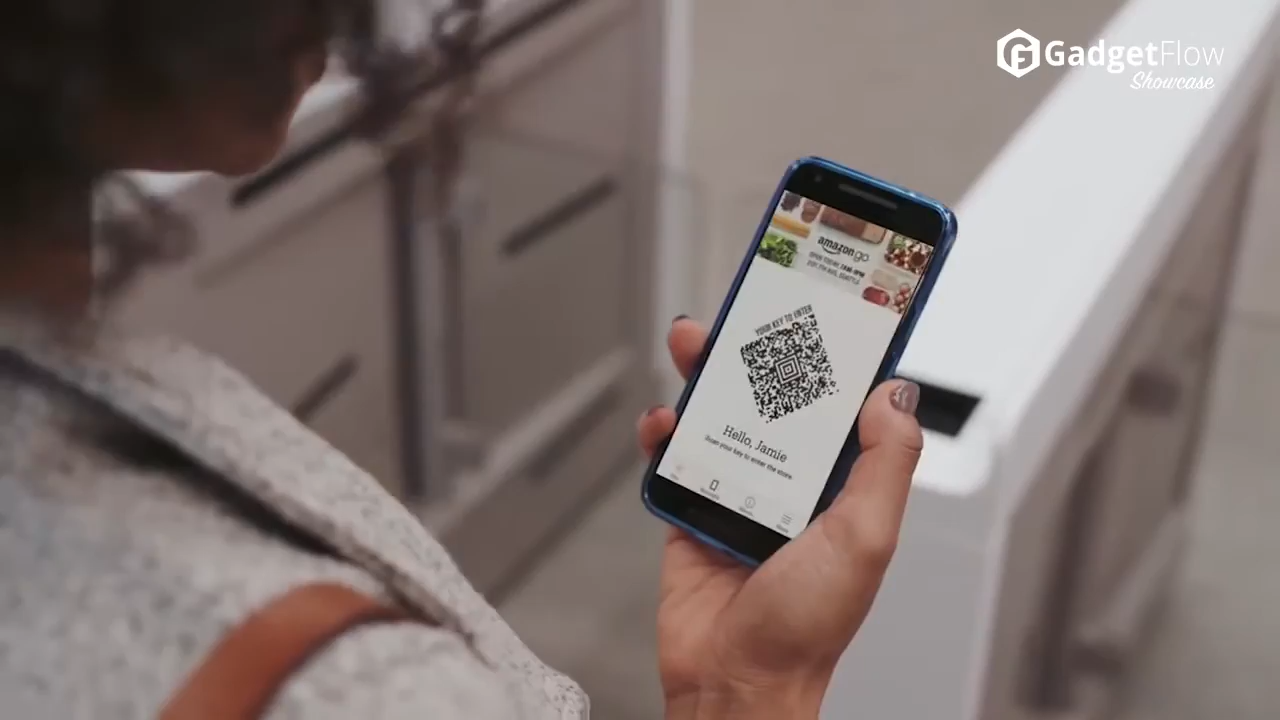 GadgetFlow
Showcase
amazon go
YOUR KEY TO ENTER
Hello, Jamie
Scan your key to enter the store.